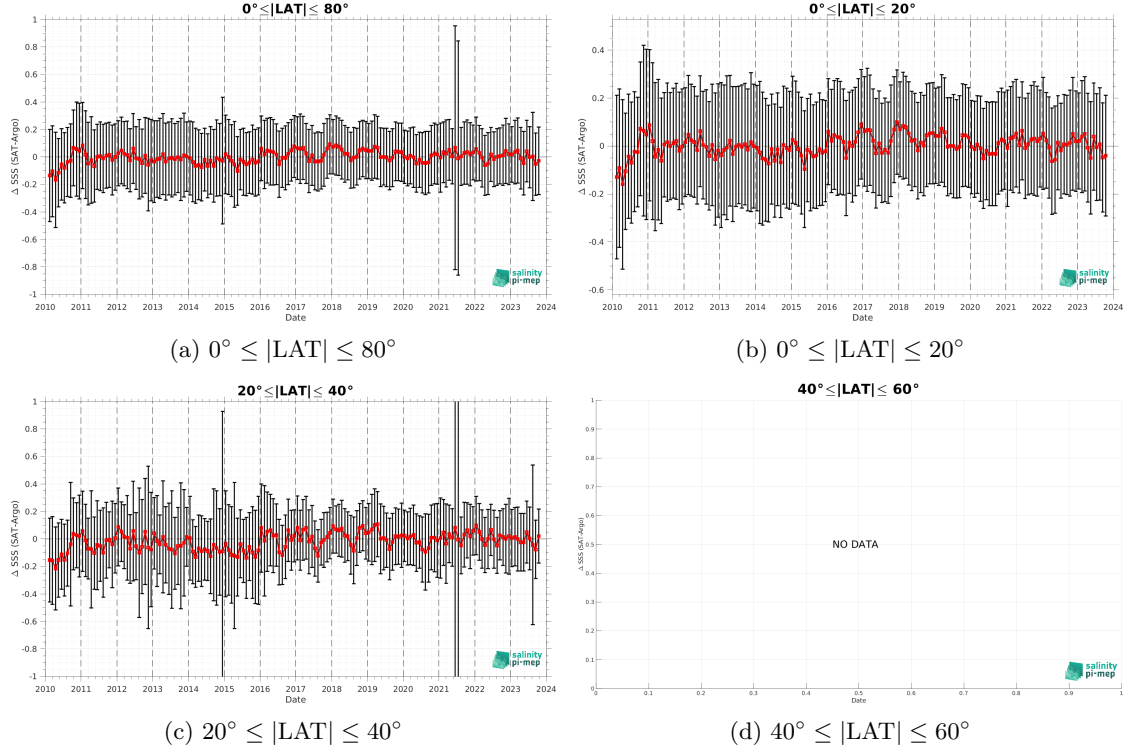 0°≤|LAT|≤ 80°
1
0.8
0.6
0.4
0.2
0
-0.2
-0.4
-0.6
-0.8
-1
Δ SSS (SAT-Argo)
2010 2011 2012 2013 2014 2015 2016 2017 2018 2019 2020 2021 2022 2023 2024
Date
salinity
pi-mep
(a) 0° ≤ |LAT| ≤ 80°
0°≤|LAT|≤ 20°
0.4
0.2
0
-0.2
-0.4
-0.6
Δ SSS (SAT-Argo)
2010 2011 2012 2013 2014 2015 2016 2017 2018 2019 2020 2021 2022 2023 2024
Date
salinity
pi-mep
(b) 0° ≤ |LAT| ≤ 20°
20°≤|LAT|≤ 40°
1
0.8
0.6
0.4
0.2
0
-0.2
-0.4
-0.6
-0.8
-1
Δ SSS (SAT-Argo)
2010 2011 2012 2013 2014 2015 2016 2017 2018 2019 2020 2021 2022 2023 2024
Date
salinity
pi-mep
(c) 20° ≤ |LAT| ≤ 40°
40°≤|LAT|≤ 60°
1
0.9
0.8
0.7
0.6
0.5
0.4
0.3
0.2
0.1
0
Δ SSS (SAT-Argo)
NO DATA
0 0.1 0.2 0.3 0.4 0.5 0.6 0.7 0.8 0.9 1
Date
salinity
pi-mep
(d) 40° ≤ |LAT| ≤ 60°